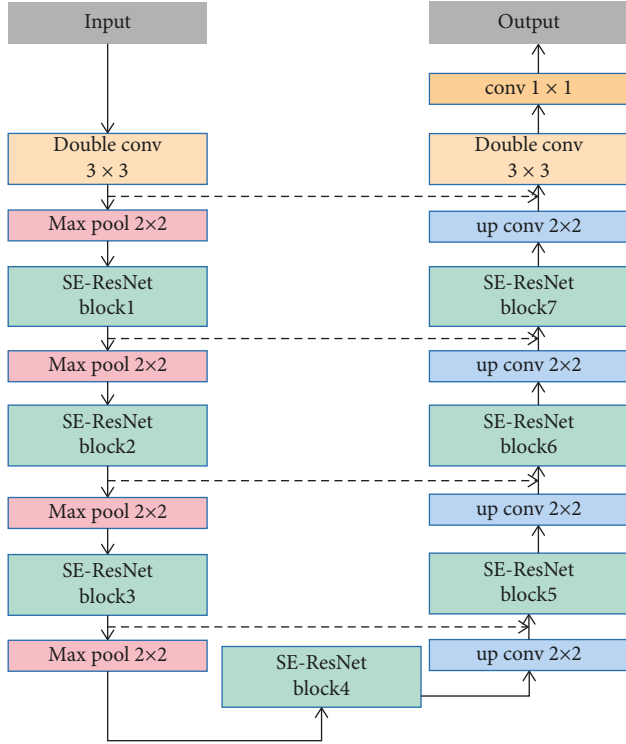 Input
Double conv
3 × 3
Max pool 2×2
SE-ResNet
block1
Max pool 2×2
SE-ResNet
block2
Max pool 2×2
SE-ResNet
block3
Max pool 2×2
SE-ResNet
block4
Output
conv 1 × 1
Double conv
3 × 3
up conv 2×2
SE-ResNet
block7
up conv 2×2
SE-ResNet
block6
up conv 2×2
SE-ResNet
block5
up conv 2×2